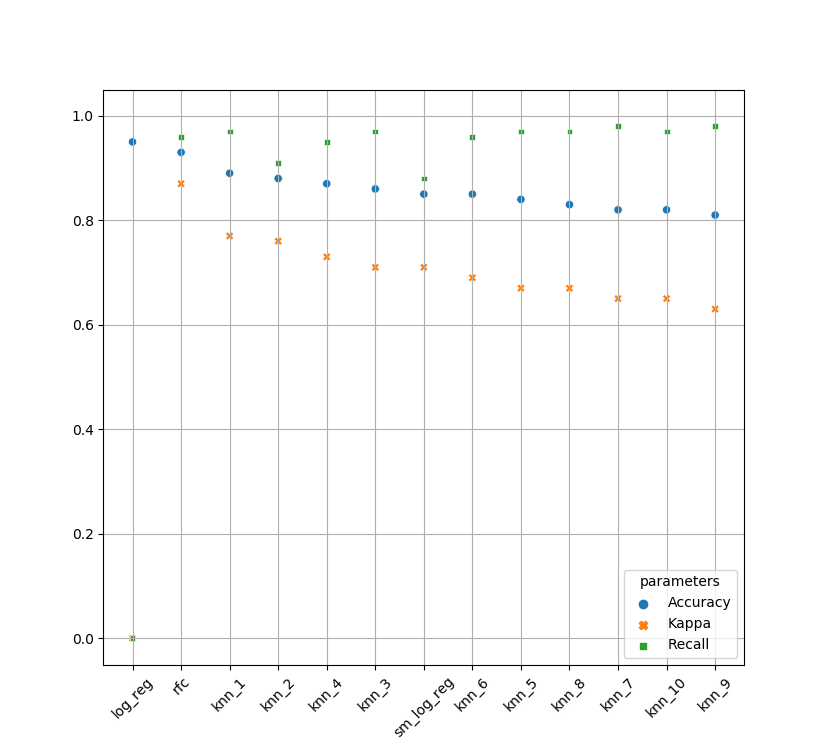 1.0
0.8
0.6
0.4
0.2
0.0
parameters
Accuracy
Kappa
Recall
log_reg
rfc
knn_1
knn_2
knn_4
knn_3
sm_log_reg
knn_6
knn_5
knn_8
knn_7
knn_10
knn_9